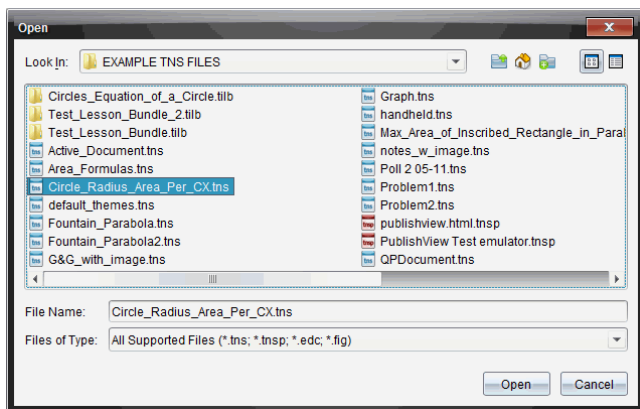 Open
Look In: EXAMPLE TNS FILES
Circles_Equation_of_a_Circle.tilb
Test_Lesson_Bundle_2.tilb
Test_Lesson_Bundle.tilb
Active_Document.tns
Area_Formulas.tns
Circle_Radius_Area_Per_CX.tns
default_themes.tns
Fountain_Parabola.tns
Fountain_Parabola2.tns
G&G_with_image.tns
Graph.tns
handheld.tns
Max_Area_of_Inscribed_Rectangle_in_Paral
notes_w_image.tns
Poll 2 05-11.tns
Problem1.tns
Problem2.tns
publishview.html.tnsp
PublishView Test emulator.tnsp
QPDocument.tns
File Name: Circle_Radius_Area_Per_CX.tns
Files of Type: All Supported Files (*.tns; *.tnsp; *.edc; *.fig)
Open Cancel